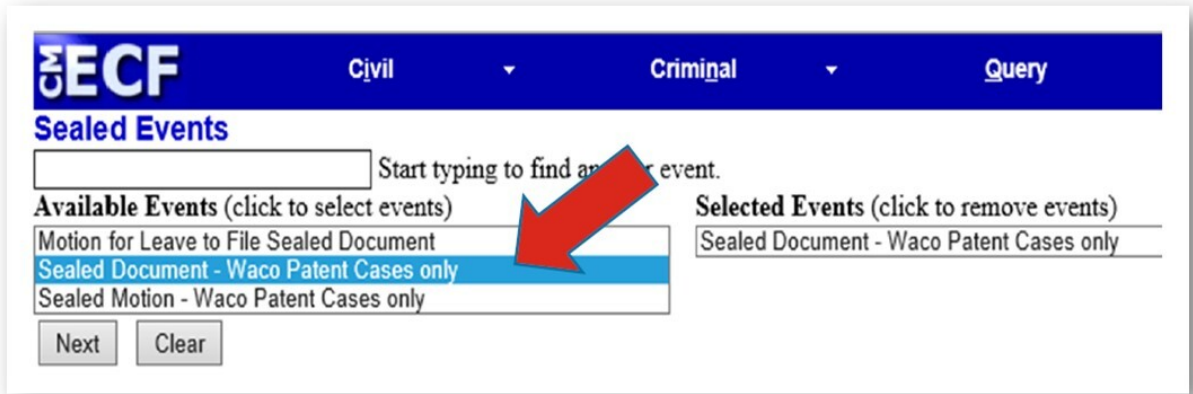 CM ECF Civil Criminal Query
Sealed Events
Start typing to find event.
Available Events (click to select events) Selected Events (click to remove events)
Motion for Leave to File Sealed Document Sealed Document - Waco Patent Cases only
Sealed Document - Waco Patent Cases only
Sealed Motion - Waco Patent Cases only
Next Clear